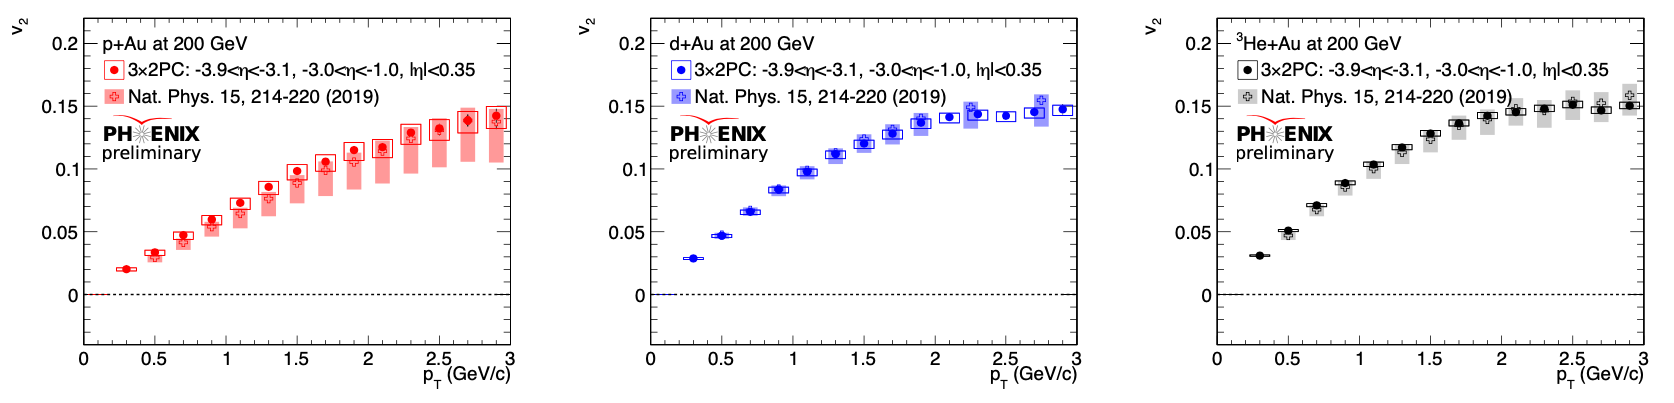 v2
0.2
0.15
0.1
0.05
0
p+Au at 200 GeV
3×2PC: -3.9<η<-3.1, -3.0<η<-1.0, |η|<0.35
Nat. Phys. 15, 214-220 (2019)
PHENIX
preliminary
0 0.5 1 1.5 2 2.5 3
pT (GeV/c)
v2
0.2
0.15
0.1
0.05
0
d+Au at 200 GeV
3×2PC: -3.9<η<-3.1, -3.0<η<-1.0, |η|<0.35
Nat. Phys. 15, 214-220 (2019)
PHENIX
preliminary
0 0.5 1 1.5 2 2.5 3
pT (GeV/c)
v2
0.2
0.15
0.1
0.05
0
3He+Au at 200 GeV
3×2PC: -3.9<η<-3.1, -3.0<η<-1.0, |η|<0.35
Nat. Phys. 15, 214-220 (2019)
PHENIX
preliminary
0 0.5 1 1.5 2 2.5 3
pT (GeV/c)